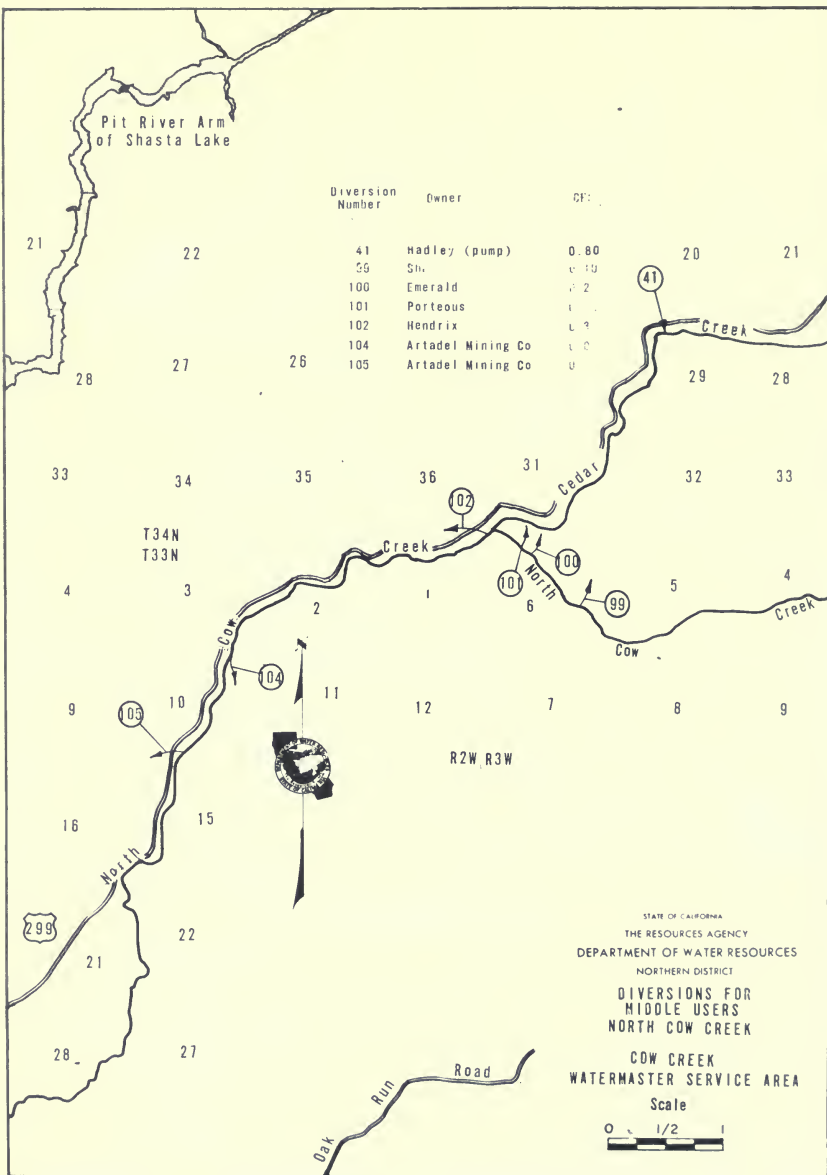 Pit River Arm
of Shasta Lake
Diversion
Number
Owner
41 Hadley (pump) 0.80
100 Emerald
101 Porteous
102 Hendrix
104 Artadel Mining Co
105 Artadel Mining Co
21
22
20
21
41
Creek
28
27
26
29
28
33
34
35
36
31
Cedar
32
33
102
T34N
T33N
Creek
101
100
North
99
4
3
2
1
6
5
4
Creek
Cow
Cow
104
9
10
11
12
7
8
9
105
R2W
R3W
16
15
North
299
21
22
28
27
Oak Run Road
STATE OF CALIFORNIA
THE RESOURCES AGENCY
DEPARTMENT OF WATER RESOURCES
NORTHERN DISTRICT
DIVERSIONS FOR
MIDDLE USERS
NORTH COW CREEK
COW CREEK
WATERMASTER SERVICE AREA
Scale
0 1/2 1